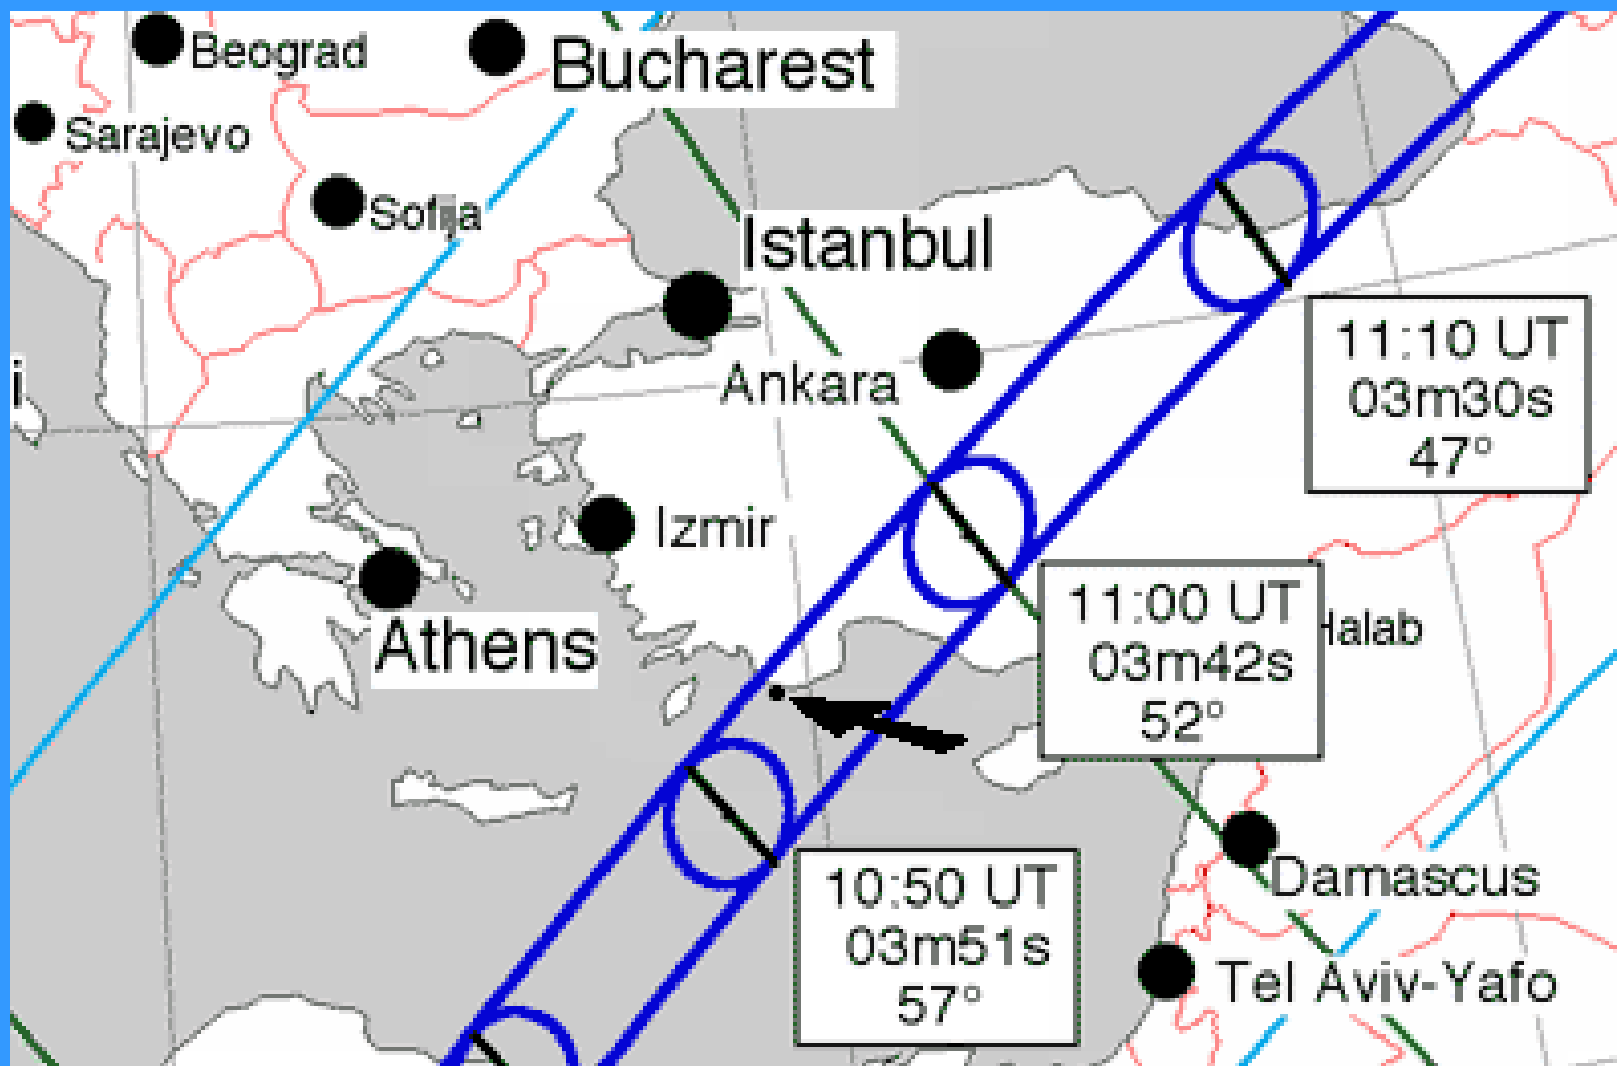 Beograd
Bucharest
Sarajevo
Sofija
Istanbul
Ankara
11:10 UT
03m30s
47°
i
Izmir
Athens
11:00 UT
03m42s
52°
Halab
Damascus
10:50 UT
03m51s
57°
Tel Aviv-Yafo